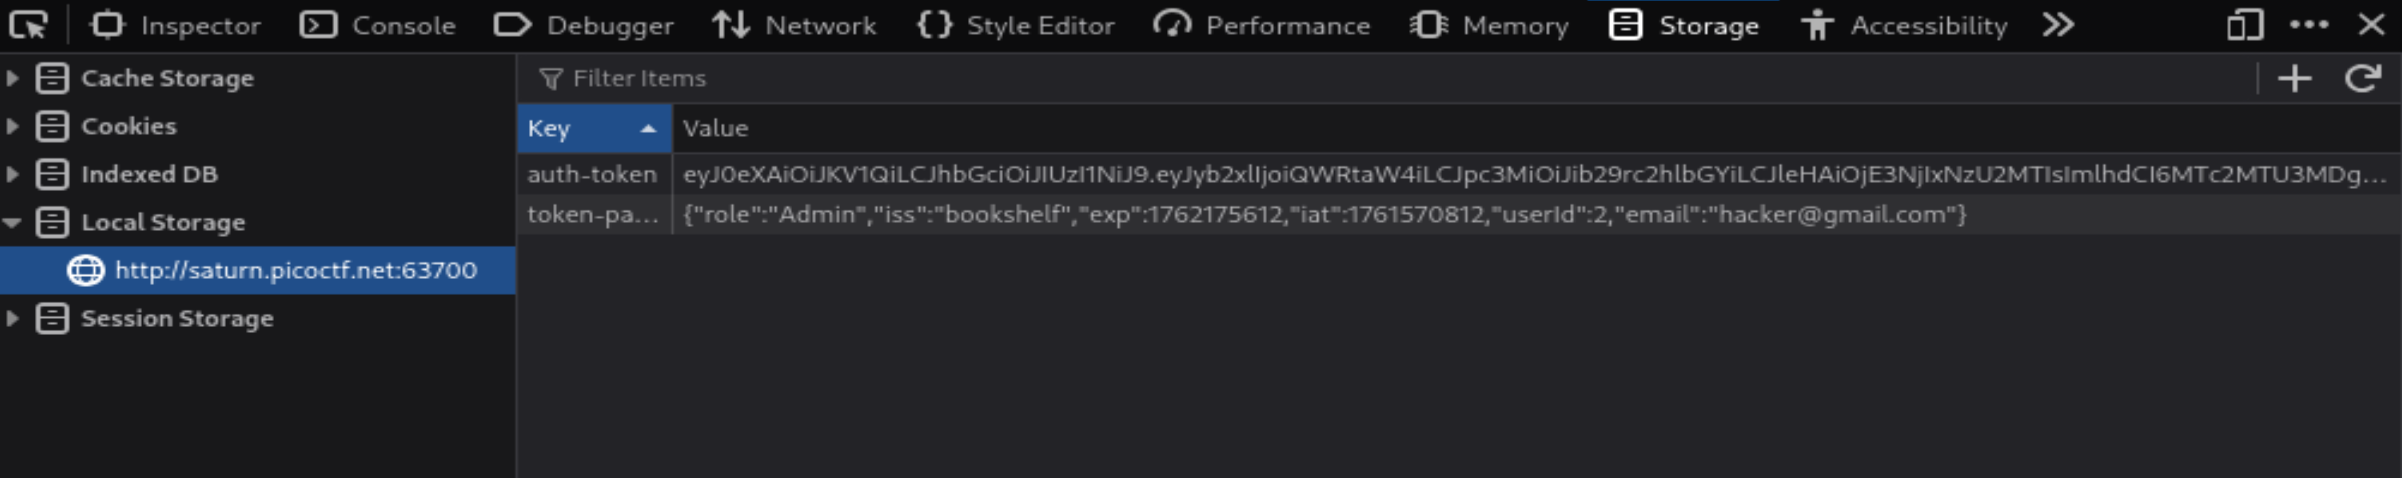 Inspector Console Debugger Network Style Editor Performance Memory Storage Accessibility
Cache Storage
Filter Items
Cookies
Key Value
Indexed DB
auth-token eyJ0eXAiOiJKV1QiLCJhbGciOiJIUzI1NiJ9.eyJyb2xlIjoiQWRtaW4iLCJpc3MiOiJib29rc2hlbGYiLCJleHAiOjE3NjIxNzU2MTIsImlhdCI6MTc2MTU3MDg...
Local Storage
token-pa... {"role":"Admin","iss":"bookshelf","exp":1762175612,"iat":1761570812,"userId":2,"email":"hacker@gmail.com"}
http://saturn.picoctf.net:63700
Session Storage